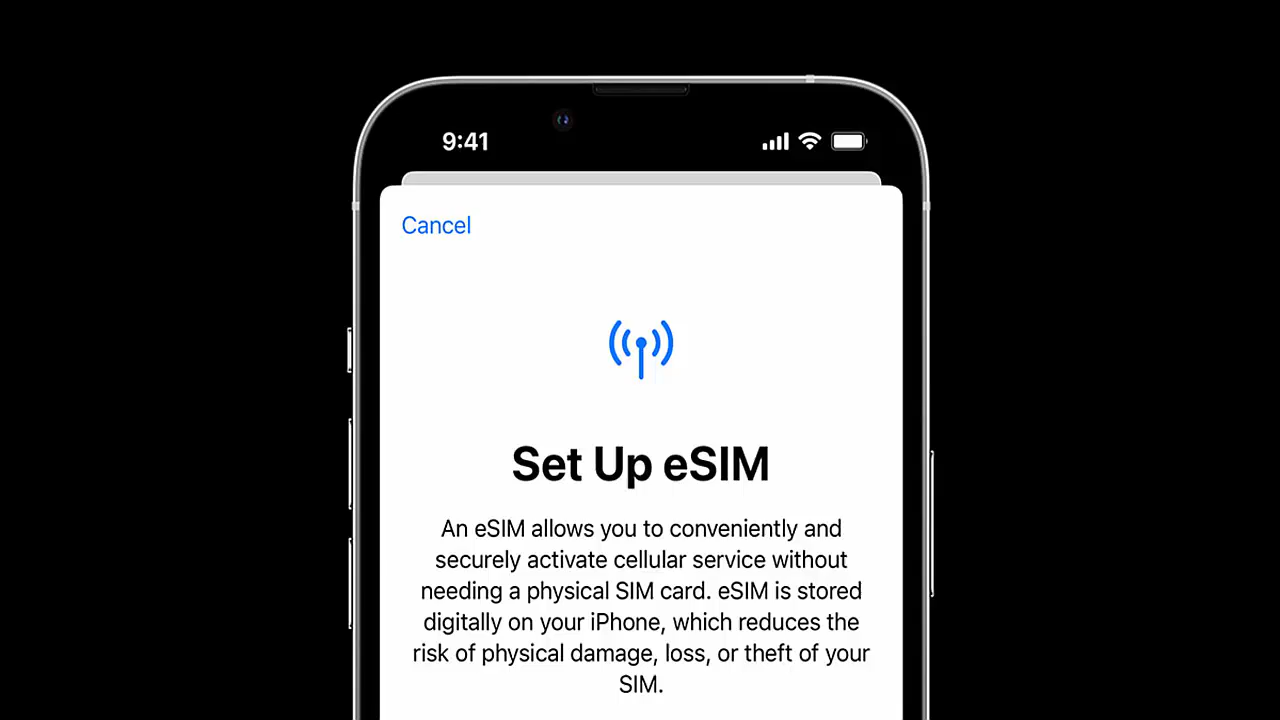 9:41
Cancel
Set Up eSIM
An eSIM allows you to conveniently and
securely activate cellular service without
needing a physical SIM card. eSIM is stored
digitally on your iPhone, which reduces the
risk of physical damage, loss, or theft of your
SIM.